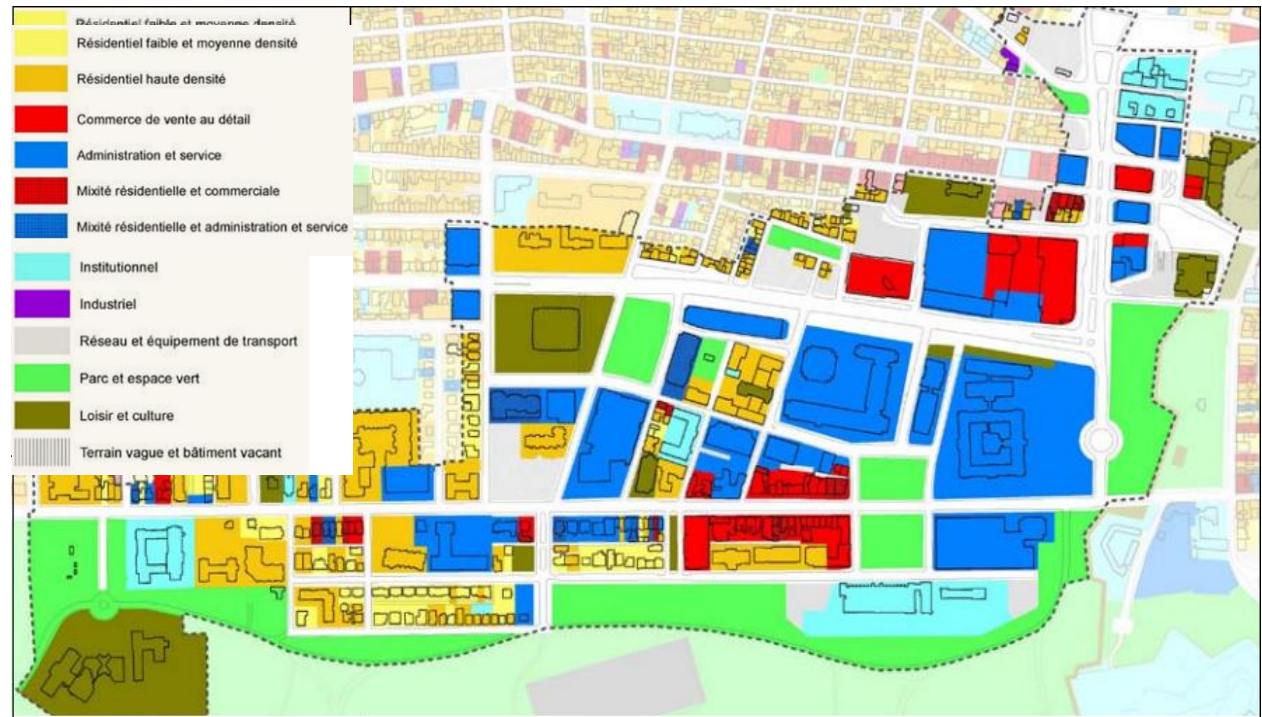 Résidentiel faible et moyenne densité
Résidentiel faible et moyenne densité
Résidentiel haute densité
Commerce de vente au détail
Administration et service
Mixité résidentielle et commerciale
Mixité résidentielle et administration et service
Institutionnel
Industriel
Réseau et équipement de transport
Parc et espace vert
Loisir et culture
Terrain vague et bâtiment vacant